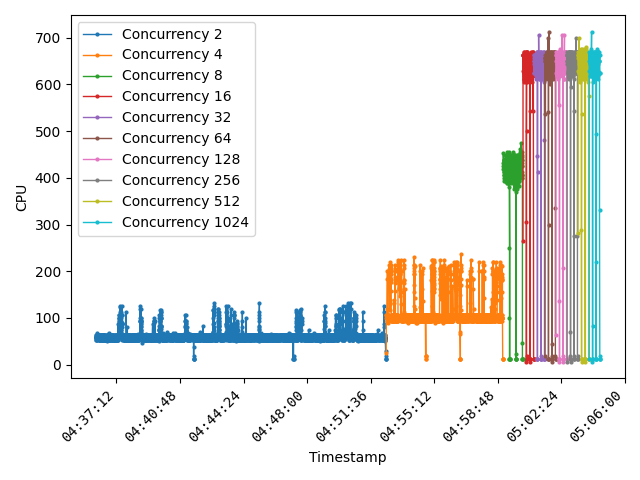 Concurrency 2
Concurrency 4
Concurrency 8
Concurrency 16
Concurrency 32
Concurrency 64
Concurrency 128
Concurrency 256
Concurrency 512
Concurrency 1024
700
600
500
400
300
200
100
0
CPU
04:37:12
04:40:48
04:44:24
04:48:00
04:51:36
04:55:12
04:58:48
05:02:24
05:06:00
Timestamp